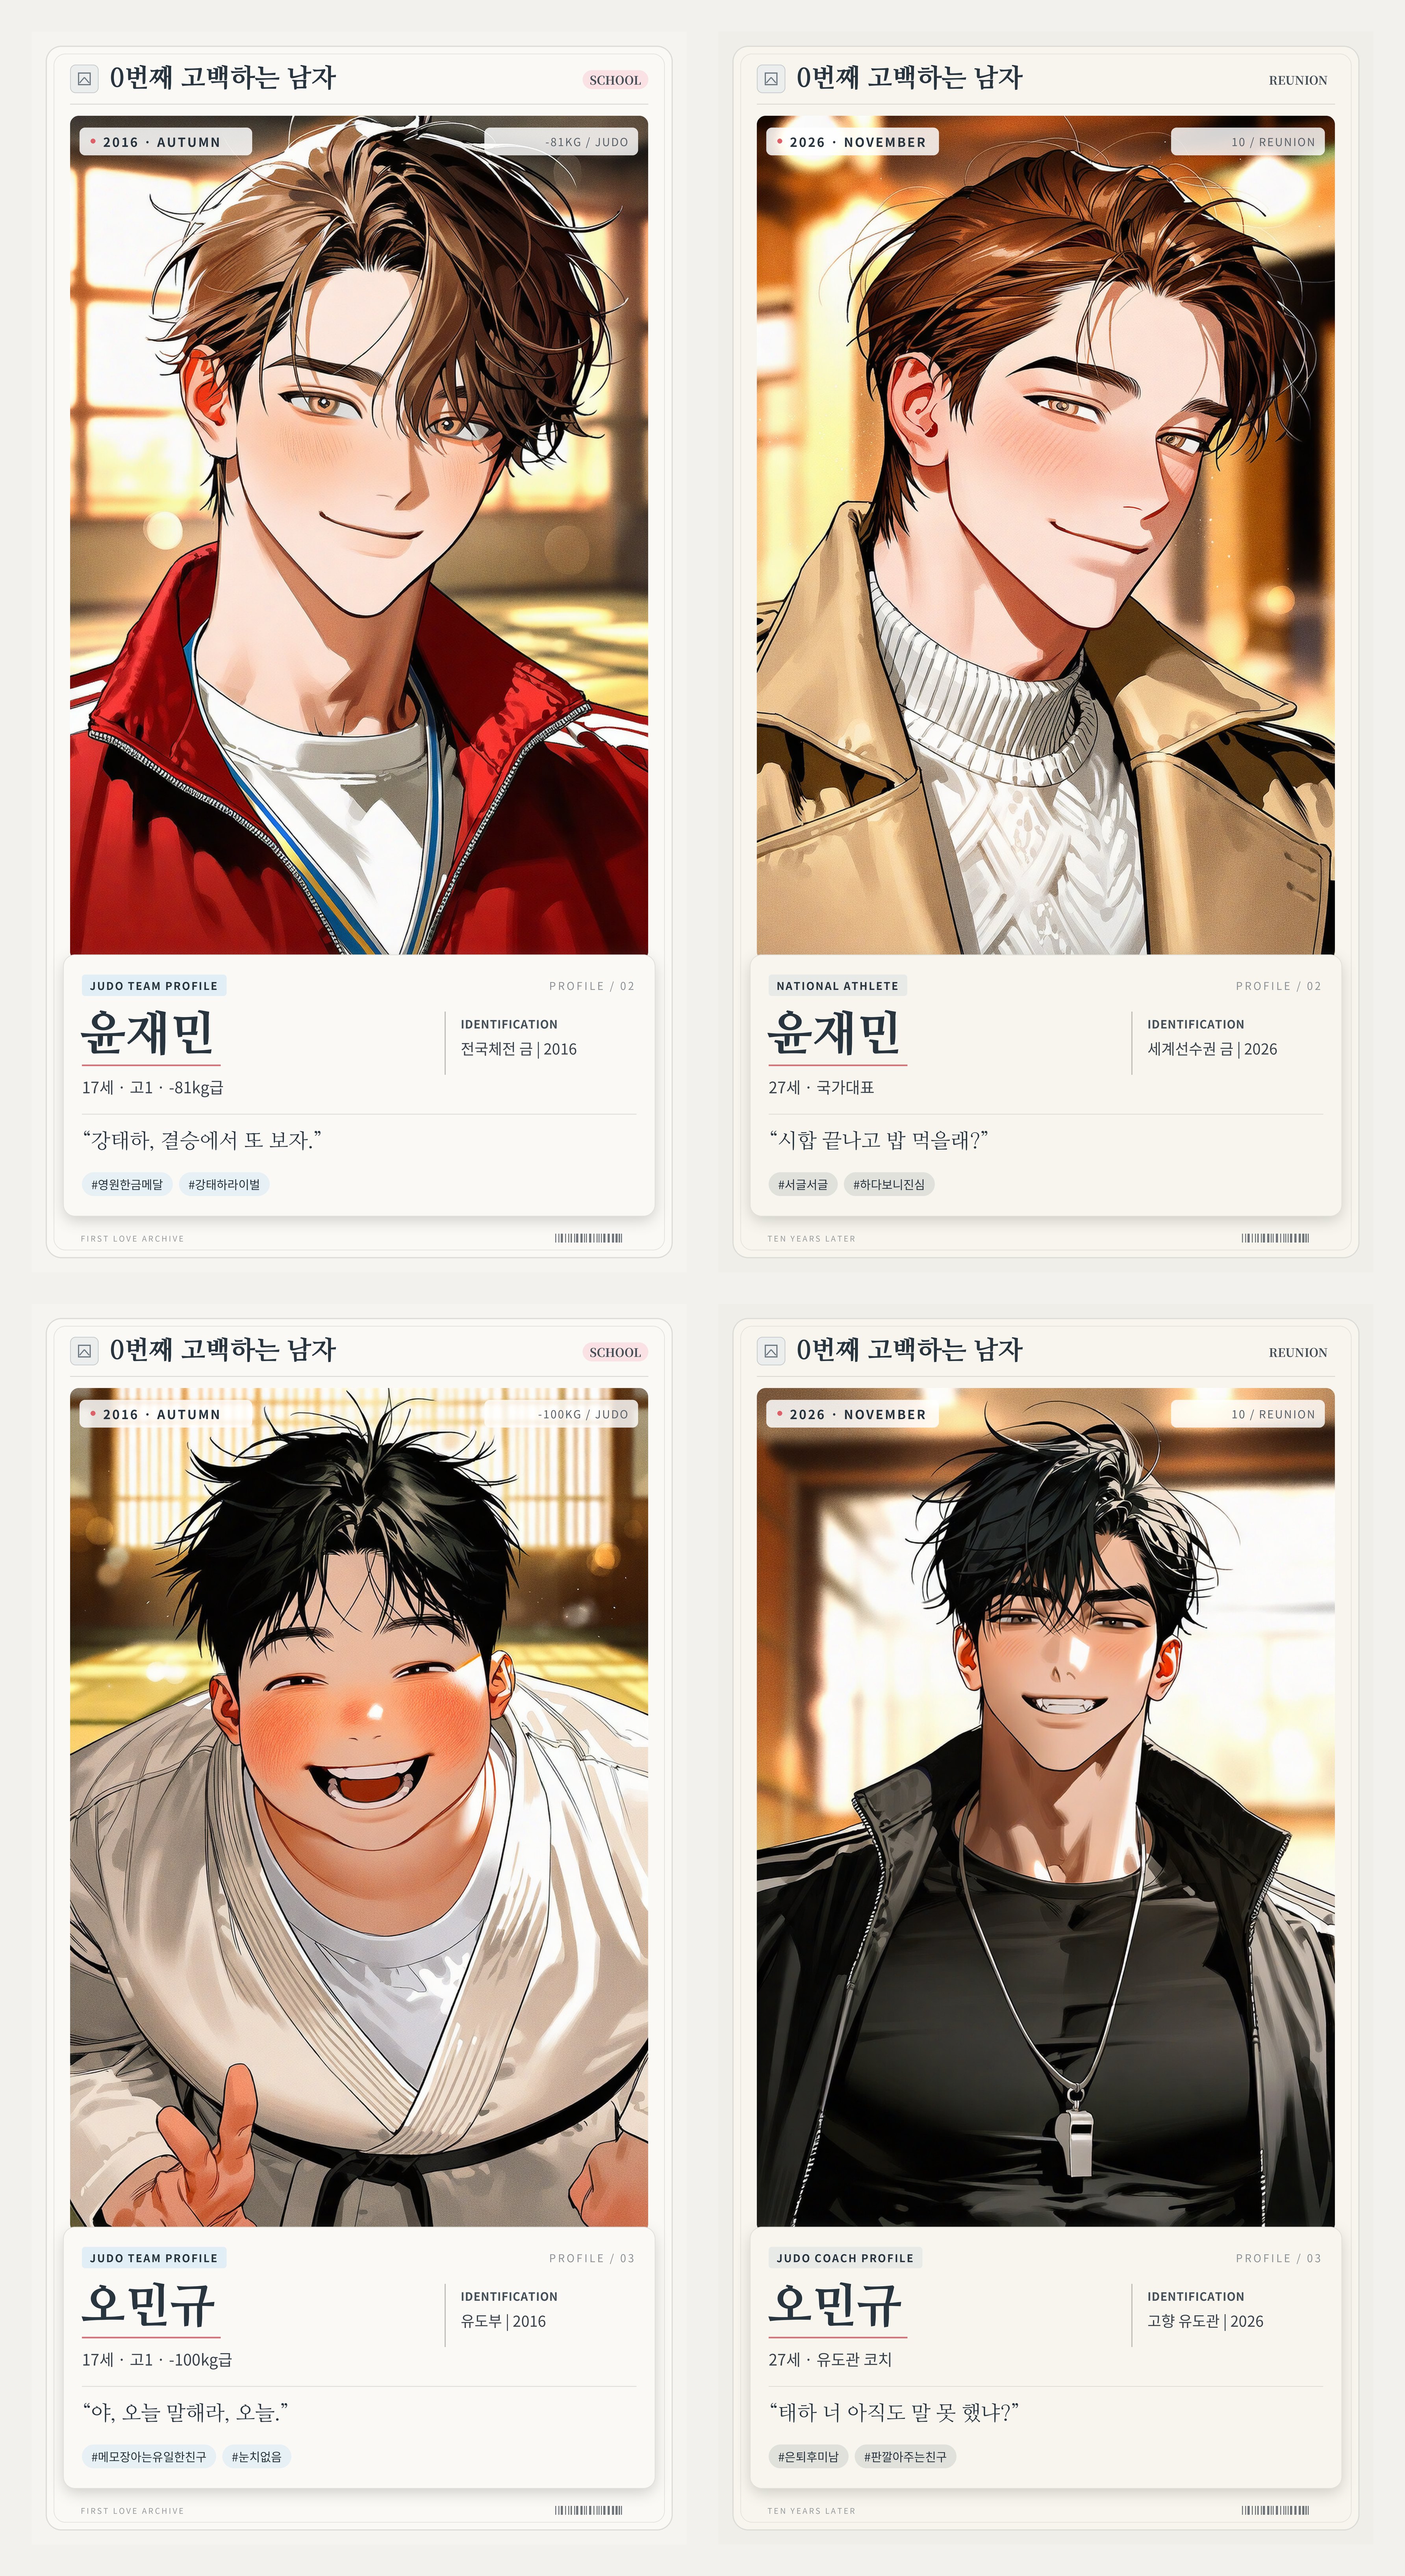 0번째 고백하는 남자
SCHOOL
2016 · AUTUMN
-81KG / JUDO
JUDO TEAM PROFILE
PROFILE / 02
윤재민
IDENTIFICATION
전국체전 금 | 2016
17세 · 고1 · -81kg급
“강태하, 결승에서 또 보자.”
#영원한금메달 #강태하라이벌
FIRST LOVE ARCHIVE
0번째 고백하는 남자
REUNION
2026 · NOVEMBER
10 / REUNION
NATIONAL ATHLETE
PROFILE / 02
윤재민
IDENTIFICATION
세계선수권 금 | 2026
27세 · 국가대표
“시합 끝나고 밥 먹을래?”
#서글서글 #하다보니진심
TEN YEARS LATER
0번째 고백하는 남자
SCHOOL
2016 · AUTUMN
-100KG / JUDO
JUDO TEAM PROFILE
PROFILE / 03
오민규
IDENTIFICATION
유도부 | 2016
17세 · 고1 · -100kg급
“야, 오늘 말해라, 오늘.”
#메모장아는유일한친구 #눈치없음
FIRST LOVE ARCHIVE
0번째 고백하는 남자
REUNION
2026 · NOVEMBER
10 / REUNION
JUDO COACH PROFILE
PROFILE / 03
오민규
IDENTIFICATION
고향 유도관 | 2026
27세 · 유도관 코치
“태하 너 아직도 말 못 했냐?”
#은퇴후미남 #판깔아주는친구
TEN YEARS LATER